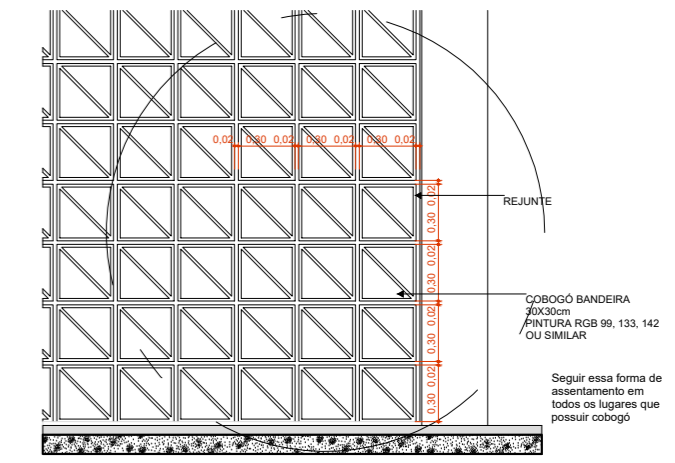 0,02 0,30 0,02 0,30 0,02 0,30 0,02
0,02
REJUNTE
0,30
0,02
0,30
COBOGÓ BANDEIRA
30X30cm
0,02
PINTURA RGB 99, 133, 142
OU SIMILAR
0,30
0,02
Seguir essa forma de
assentamento em
0,30
todos os lugares que
possuir cobogó